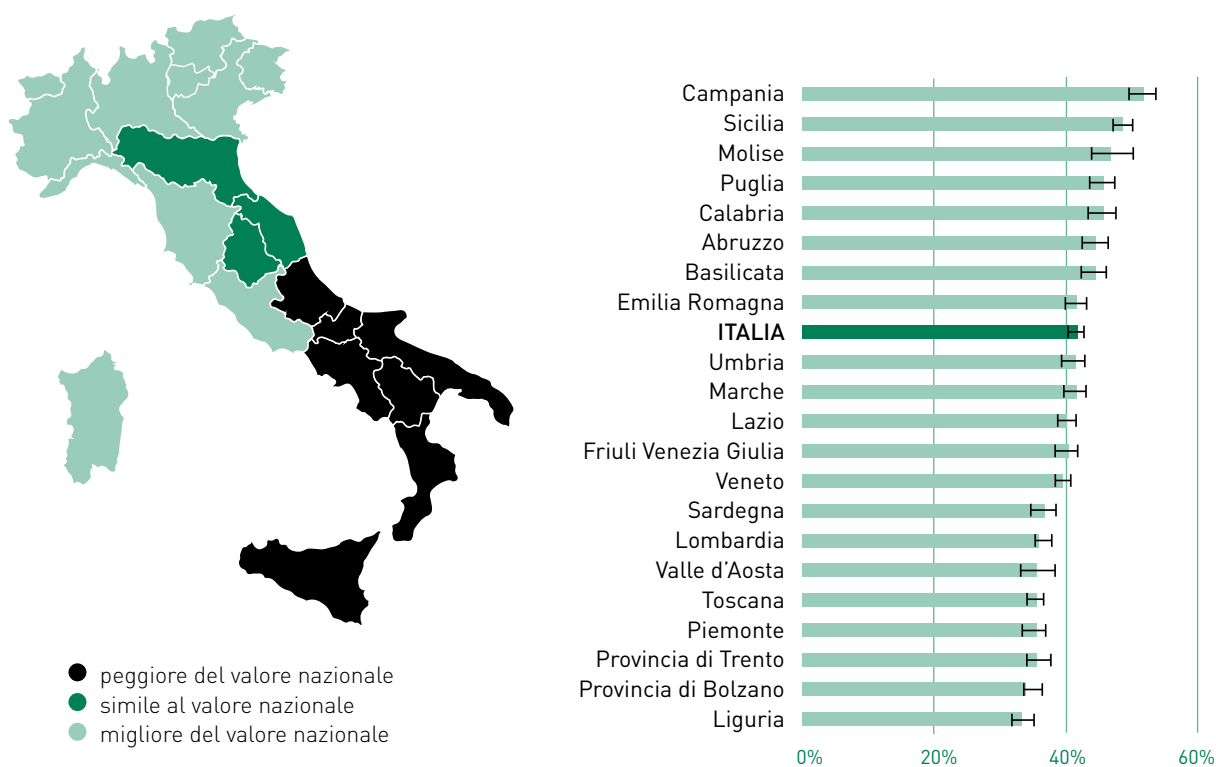 peggiore del valore nazionale
simile al valore nazionale
migliore del valore nazionale
Campania
Sicilia
Molise
Puglia
Calabria
Abruzzo
Basilicata
Emilia Romagna
ITALIA
Umbria
Marche
Lazio
Friuli Venezia Giulia
Veneto
Sardegna
Lombardia
Valle d’Aosta
Toscana
Piemonte
Provincia di Trento
Provincia di Bolzano
Liguria
0% 20% 40% 60%